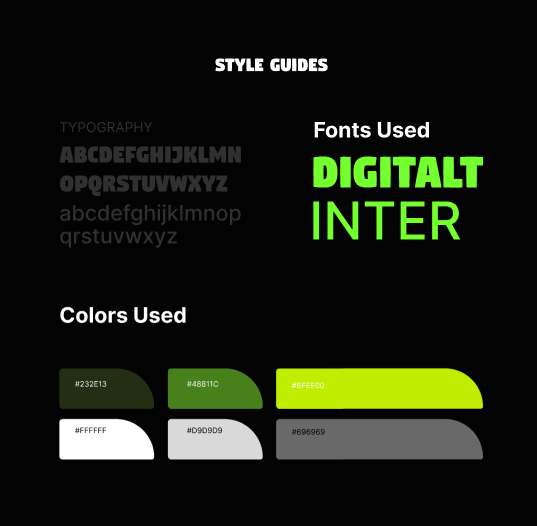 STYLE GUIDES
TYPOGRAPHY
ABCDEFGHIJKLMN
OPQRSTUVWXYZ
abcdefghijklmnop
qrstuvwxyz
Fonts Used
DIGITALT
INTER
Colors Used
#232E13
#48811C
#BFEE00
#FFFFFF
#D9D9D9
#696969